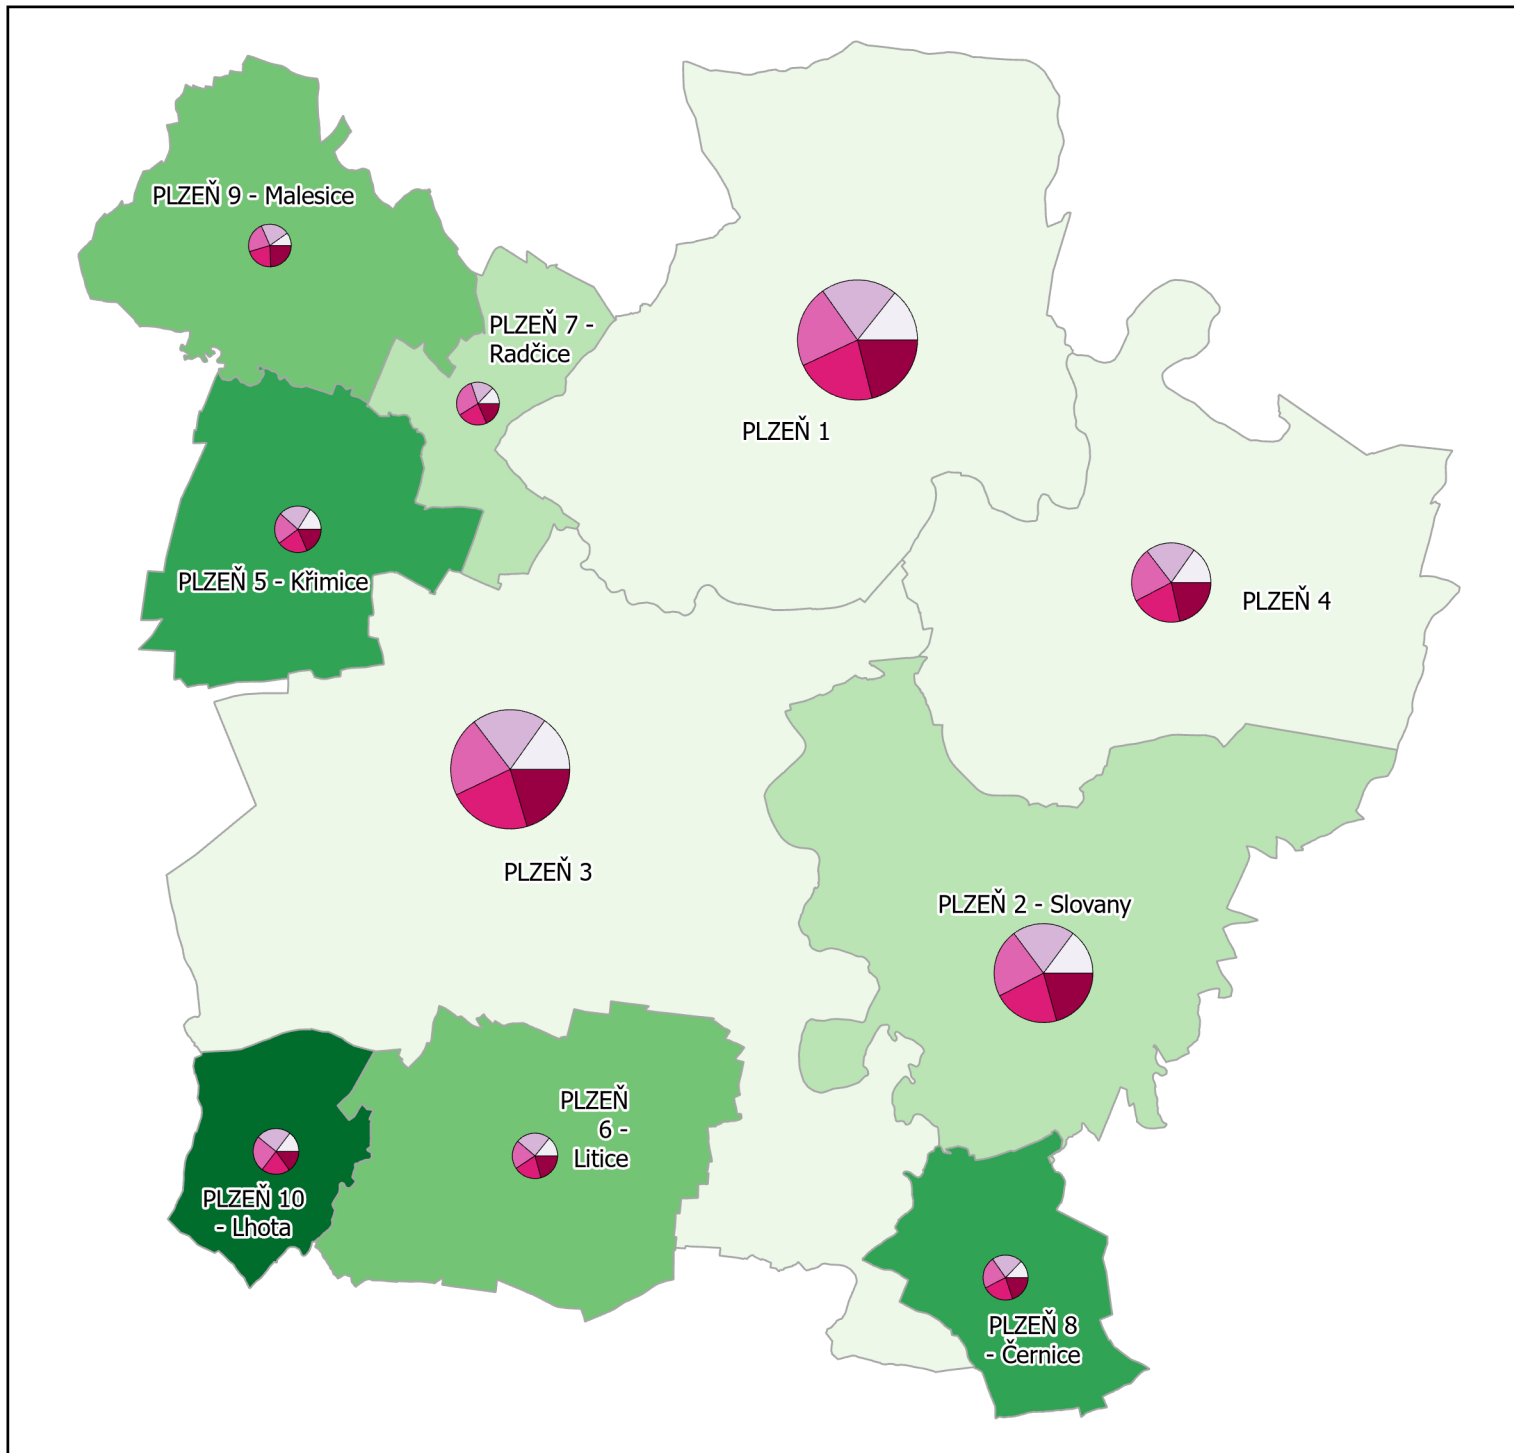 PLZEŇ 9 - Malesice
PLZEŇ 7 -
Radčice
PLZEŇ 1
PLZEŇ 5 - Křimice
PLZEŇ 4
PLZEŇ 3
PLZEŇ 2 - Slovany
PLZEŇ
6 -
Litice
PLZEŇ 10
- Lhota
PLZEŇ 8
- Černice